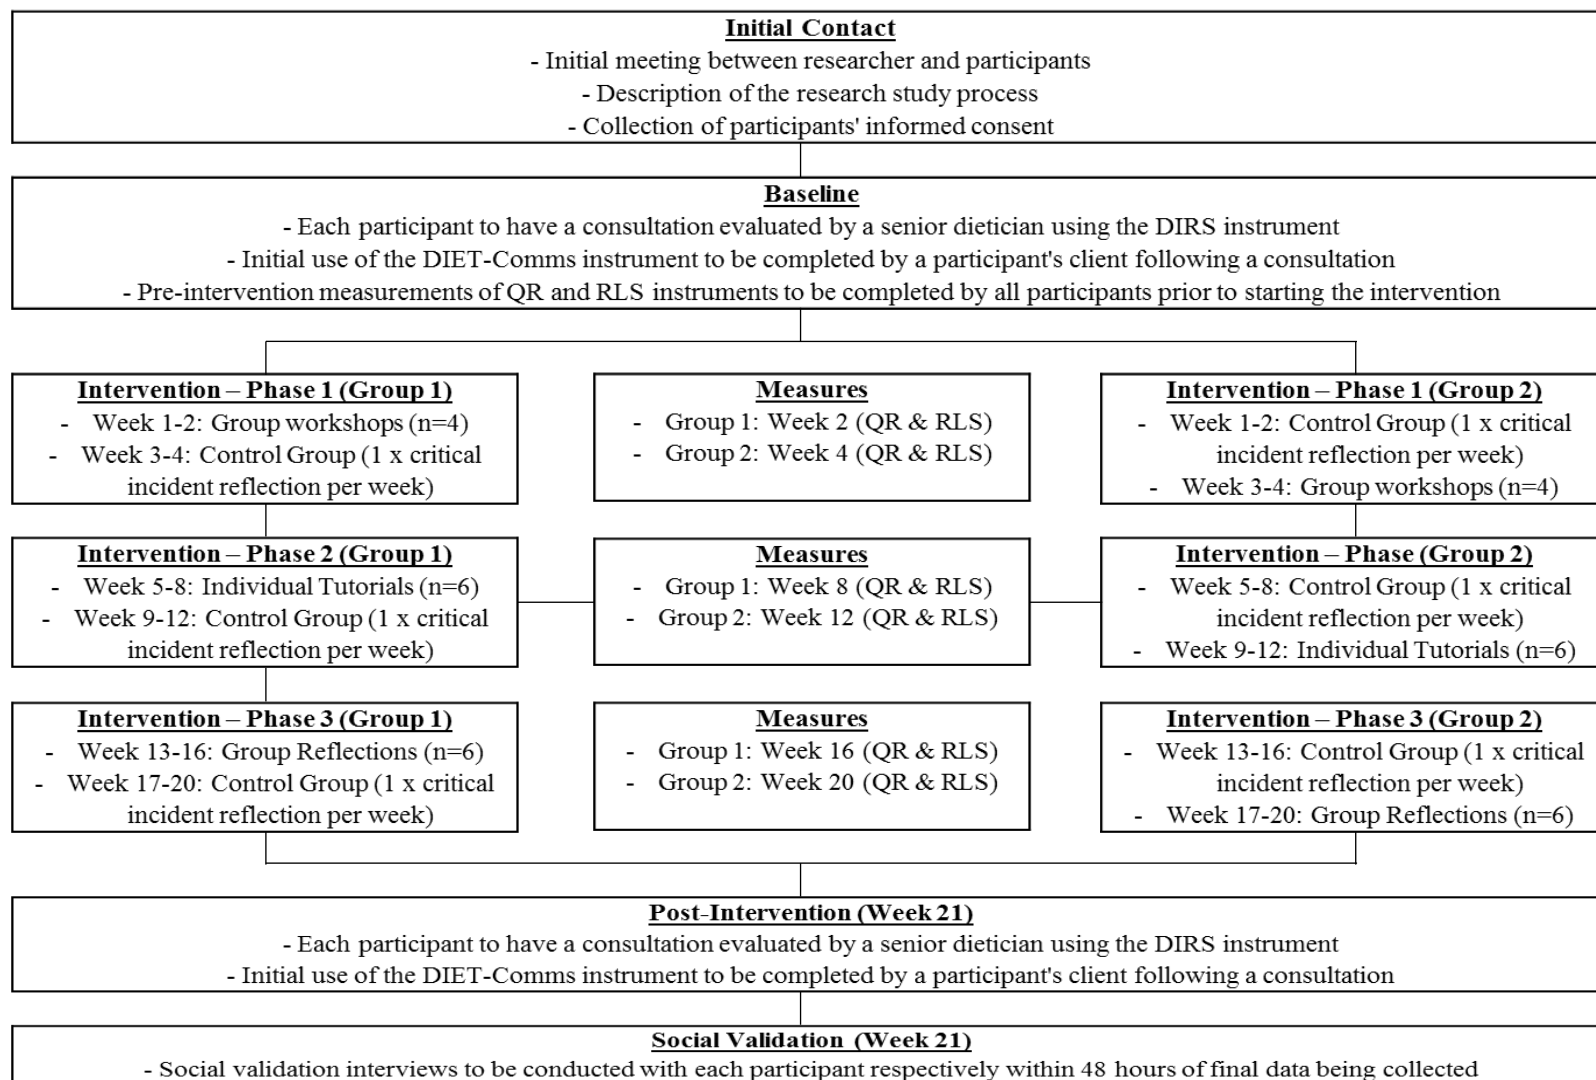 Initial Contact
- Initial meeting between researcher and participants
- Description of the research study process
- Collection of participants' informed consent
Baseline
- Each participant to have a consultation evaluated by a senior dietician using the DIRS instrument
- Initial use of the DIET-Comms instrument to be completed by a participant's client following a consultation
- Pre-intervention measurements of QR and RLS instruments to be completed by all participants prior to starting the intervention
Intervention – Phase 1 (Group 1)
- Week 1-2: Group workshops (n=4)
- Week 3-4: Control Group (1 x critical
incident reflection per week)
Measures
- Group 1: Week 2 (QR & RLS)
- Group 2: Week 4 (QR & RLS)
Intervention – Phase 1 (Group 2)
- Week 1-2: Control Group (1 x critical
incident reflection per week)
- Week 3-4: Group workshops (n=4)
Intervention – Phase 2 (Group 1)
- Week 5-8: Individual Tutorials (n=6)
- Week 9-12: Control Group (1 x critical
incident reflection per week)
Measures
- Group 1: Week 8 (QR & RLS)
- Group 2: Week 12 (QR & RLS)
Intervention – Phase (Group 2)
- Week 5-8: Control Group (1 x critical
incident reflection per week)
- Week 9-12: Individual Tutorials (n=6)
Intervention – Phase 3 (Group 1)
- Week 13-16: Group Reflections (n=6)
- Week 17-20: Control Group (1 x critical
incident reflection per week)
Measures
- Group 1: Week 16 (QR & RLS)
- Group 2: Week 20 (QR & RLS)
Intervention – Phase 3 (Group 2)
- Week 13-16: Control Group (1 x critical
incident reflection per week)
- Week 17-20: Group Reflections (n=6)
Post-Intervention (Week 21)
- Each participant to have a consultation evaluated by a senior dietician using the DIRS instrument
- Initial use of the DIET-Comms instrument to be completed by a participant's client following a consultation
Social Validation (Week 21)
- Social validation interviews to be conducted with each participant respectively within 48 hours of final data being collected